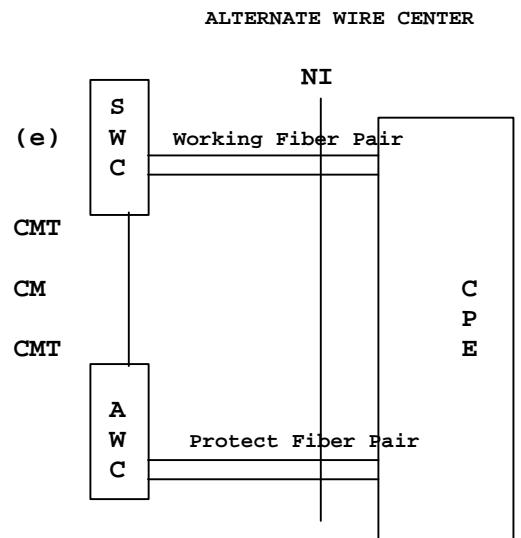 ALTERNATE WIRE CENTER
NI
S
W
C
(e)
Working Fiber Pair
CMT
CM
CMT
C
P
E
A
W
C
Protect Fiber Pair